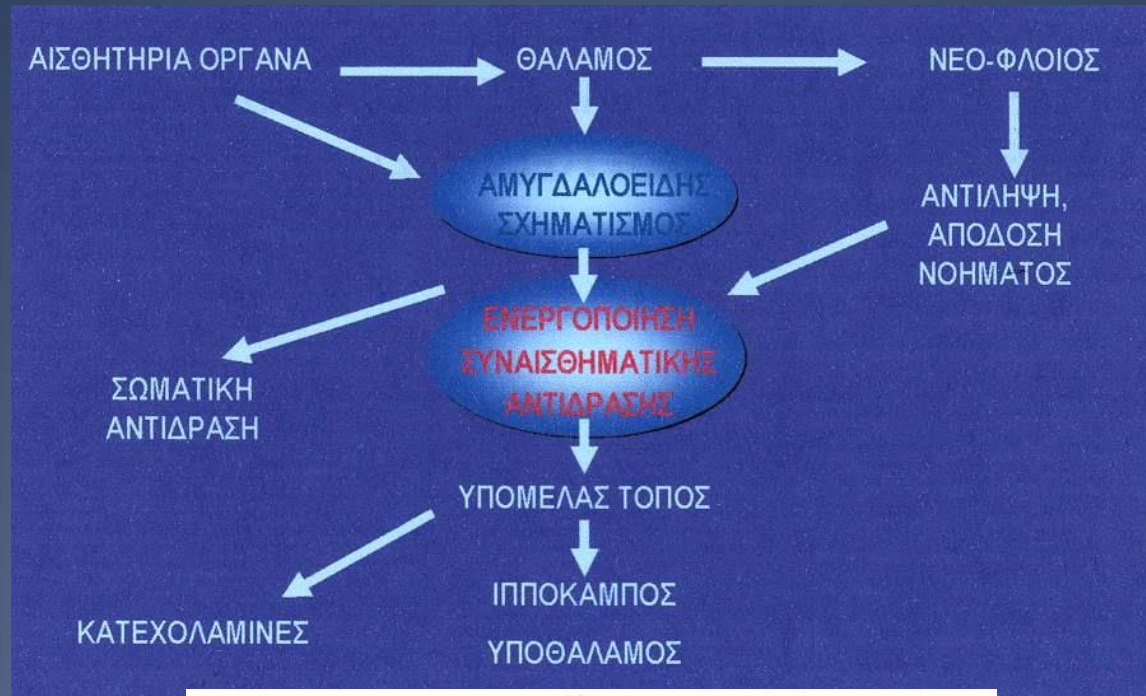 ΑΙΣΘΗΤΗΡΙΑ ΟΡΓΑΝΑ
ΘΑΛΑΜΟΣ
ΝΕΟ-ΦΛΟΙΟΣ
ΑΜΥΓΔΑΛΟΕΙΔΗΣ
ΣΧΗΜΑΤΙΣΜΟΣ
ΑΝΤΙΛΗΨΗ,
ΑΠΟΔΟΣΗ
ΝΟΗΜΑΤΟΣ
ΕΝΕΡΓΟΠΟΙΗΣΗ
ΣΥΝΑΙΣΘΗΜΑΤΙΚΗΣ
ΑΝΤΙΔΡΑΣΗΣ
ΣΩΜΑΤΙΚΗ
ΑΝΤΙΔΡΑΣΗ
ΥΠΟΜΕΛΑΣ ΤΟΠΟΣ
ΙΠΠΟΚΑΜΠΟΣ
ΥΠΟΘΑΛΑΜΟΣ
ΚΑΤΕΧΟΛΑΜΙΝΕΣ